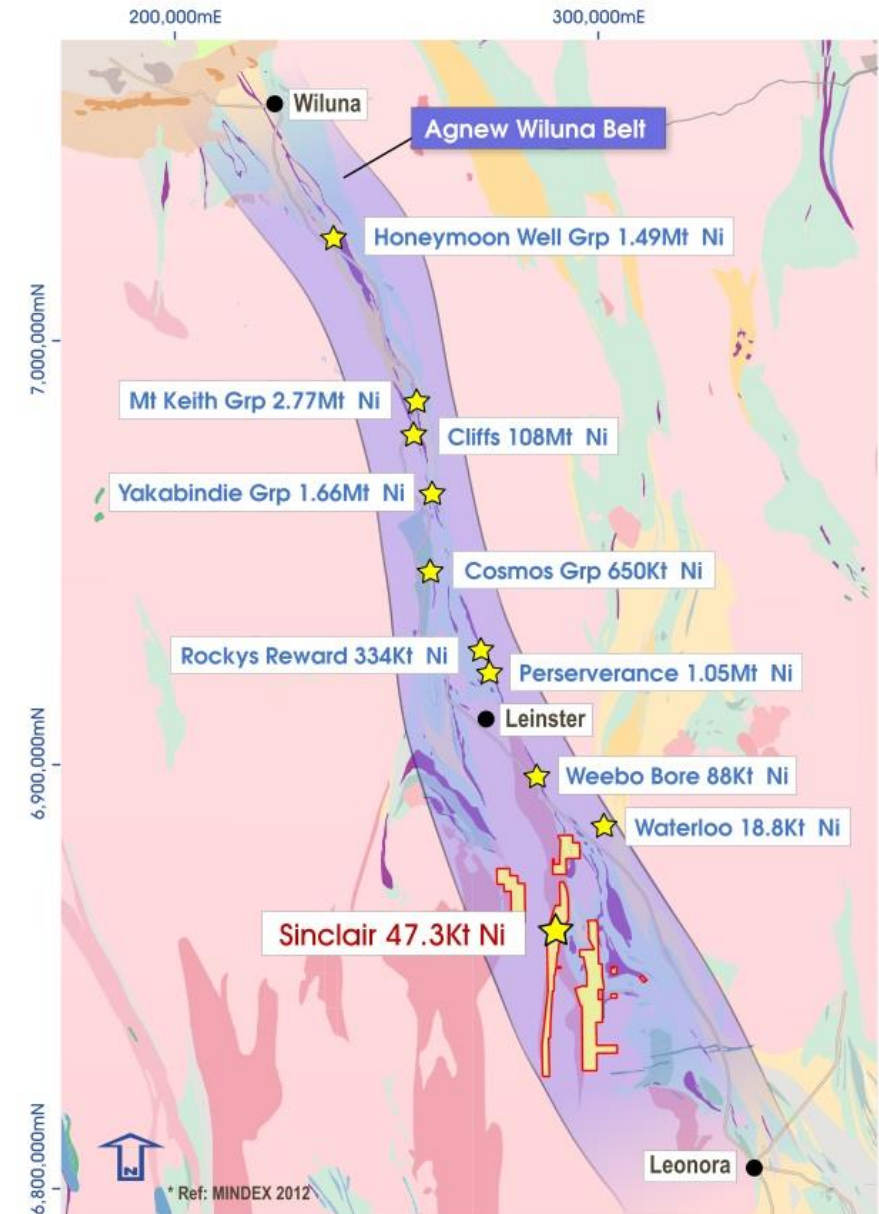 200,000mE
300,000mE
Wiluna
Agnew Wiluna Belt
Honeymoon Well Grp 1.49Mt Ni
7,000,000mN
Mt Keith Grp 2.77Mt Ni
Cliffs 108Mt Ni
Yakabindie Grp 1.66Mt Ni
Cosmos Grp 650Kt Ni
Rockys Reward 334Kt Ni
Perserverance 1.05Mt Ni
Leinster
6,900,000mN
Weebo Bore 88Kt Ni
Waterloo 18.8Kt Ni
Sinclair 47.3Kt Ni
Leonora
6,800,000mN
N
* Ref: MINDEX 2012